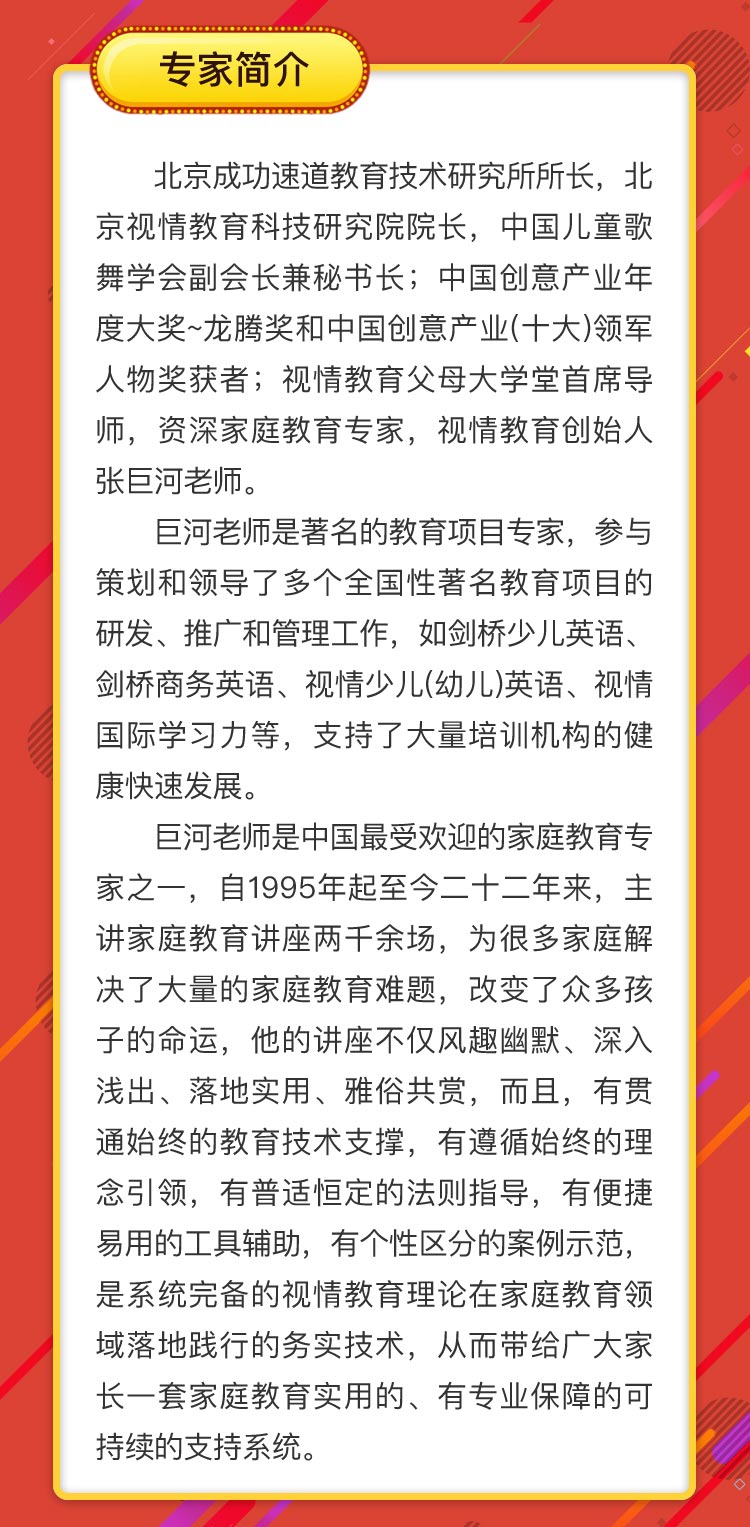 专家简介
北京成功速道教育技术研究所所长，北
京视情教育科技研究院院长，中国儿童歌
舞学会副会长兼秘书长；中国创意产业年
度大奖~龙腾奖和中国创意产业(十大)领军
人物奖获者；视情教育父母大学堂首席导
师，资深家庭教育专家，视情教育创始人
张巨河老师。
巨河老师是著名的教育项目专家，参与
策划和领导了多个全国性著名教育项目的
研发、推广和管理工作，如剑桥少儿英语、
剑桥商务英语、视情少儿(幼儿)英语、视情
国际学习力等，支持了大量培训机构的健
康快速发展。
巨河老师是中国最受欢迎的家庭教育专
家之一，自1995年起至今二十二年来，主
讲家庭教育讲座两千余场，为很多家庭解
决了大量的家庭教育难题，改变了众多孩
子的命运，他的讲座不仅风趣幽默、深入
浅出、落地实用、雅俗共赏，而且，有贯
通始终的教育技术支撑，有遵循始终的理
念引领，有普适恒定的法则指导，有便捷
易用的工具辅助，有个性区分的案例示范，
是系统完备的视情教育理论在家庭教育领
域落地践行的务实技术，从而带给广大家
长一套家庭教育实用的、有专业保障的可
持续的支持系统。